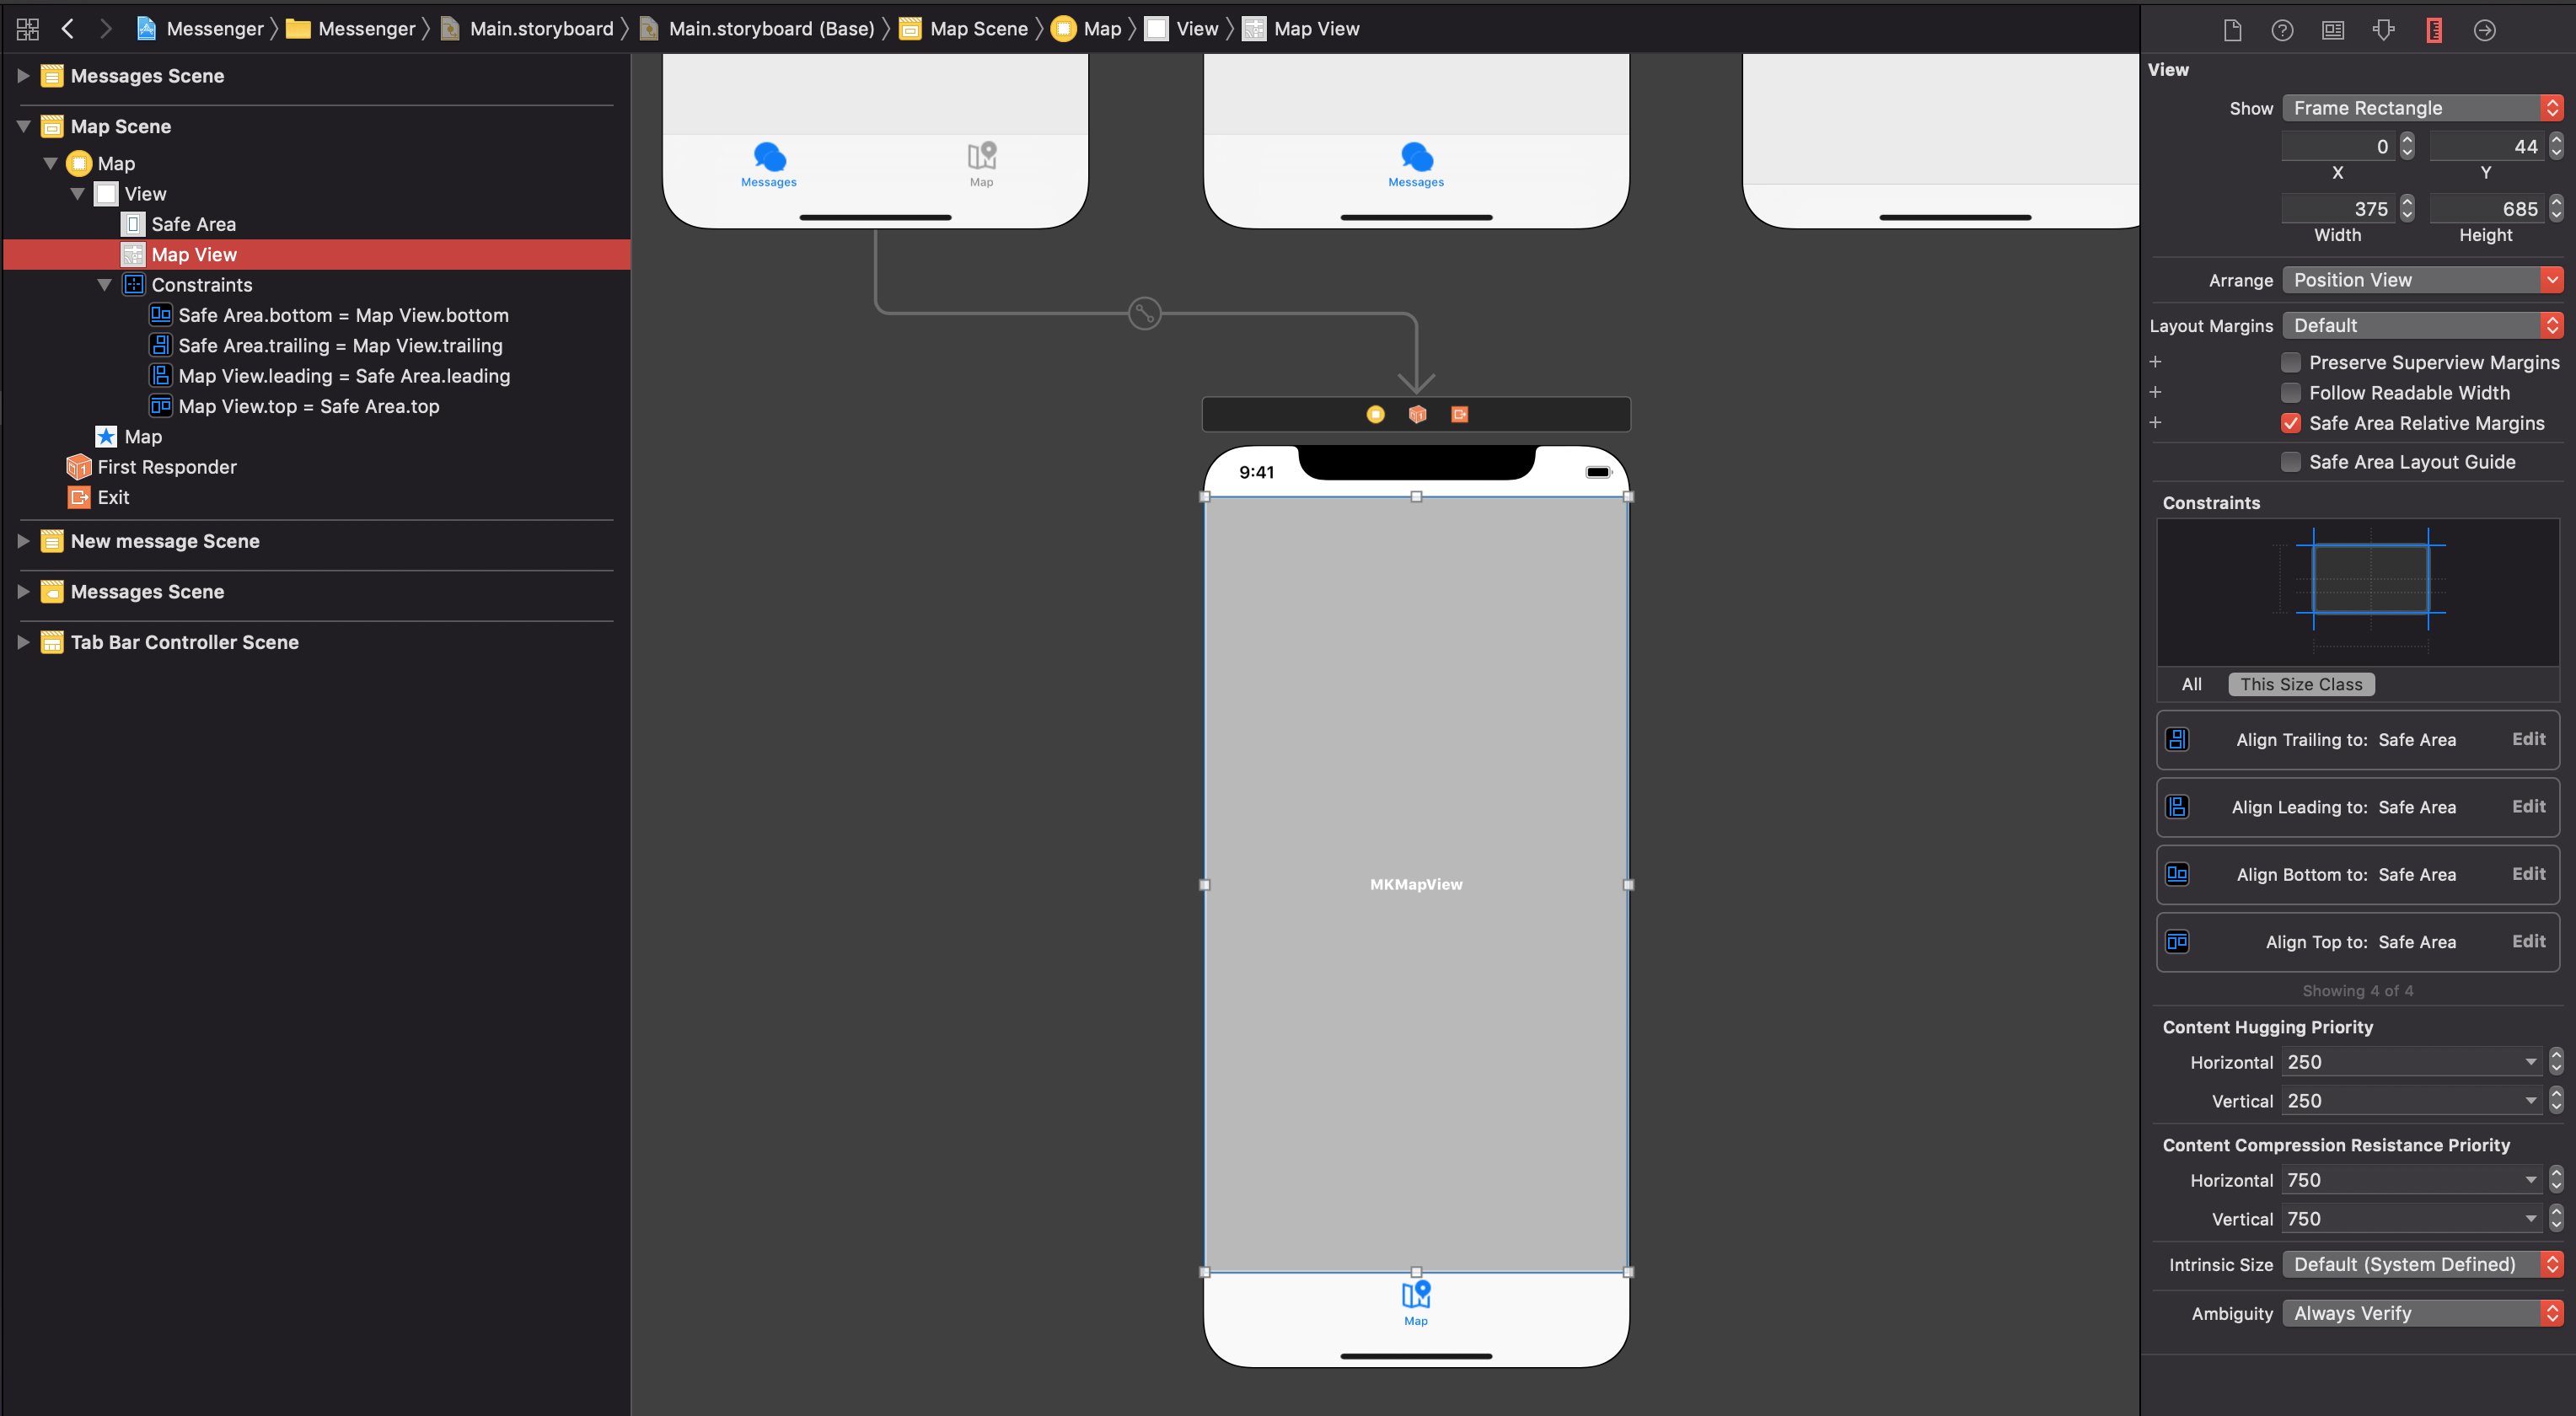 Messenger Messenger Main.storyboard Main.storyboard (Base) Map Scene Map View Map View
Messages Scene
Map Scene
Map
View
Safe Area
Map View
Constraints
Safe Area.bottom = Map View.bottom
Safe Area.trailing = Map View.trailing
Map View.leading = Safe Area.leading
Map View.top = Safe Area.top
Map
First Responder
Exit
New message Scene
Messages Scene
Tab Bar Controller Scene
Messages Map
Messages
9:41
MKMapView
Map
View
Show Frame Rectangle
0 44
X Y
375 685
Width Height
Arrange Position View
Layout Margins Default
Preserve Superview Margins
Follow Readable Width
Safe Area Relative Margins
Safe Area Layout Guide
Constraints
All This Size Class
Align Trailing to: Safe Area Edit
Align Leading to: Safe Area Edit
Align Bottom to: Safe Area Edit
Align Top to: Safe Area Edit
Showing 4 of 4
Content Hugging Priority
Horizontal 250
Vertical 250
Content Compression Resistance Priority
Horizontal 750
Vertical 750
Intrinsic Size Default (System Defined)
Ambiguity Always Verify